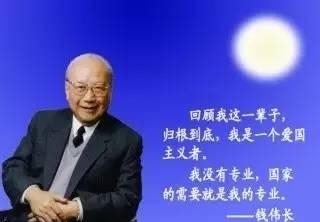 回顾我这一辈子，
归根到底，我是一个爱国
主义者。
我没有专业，国家
的需要就是我的专业。
——钱伟长